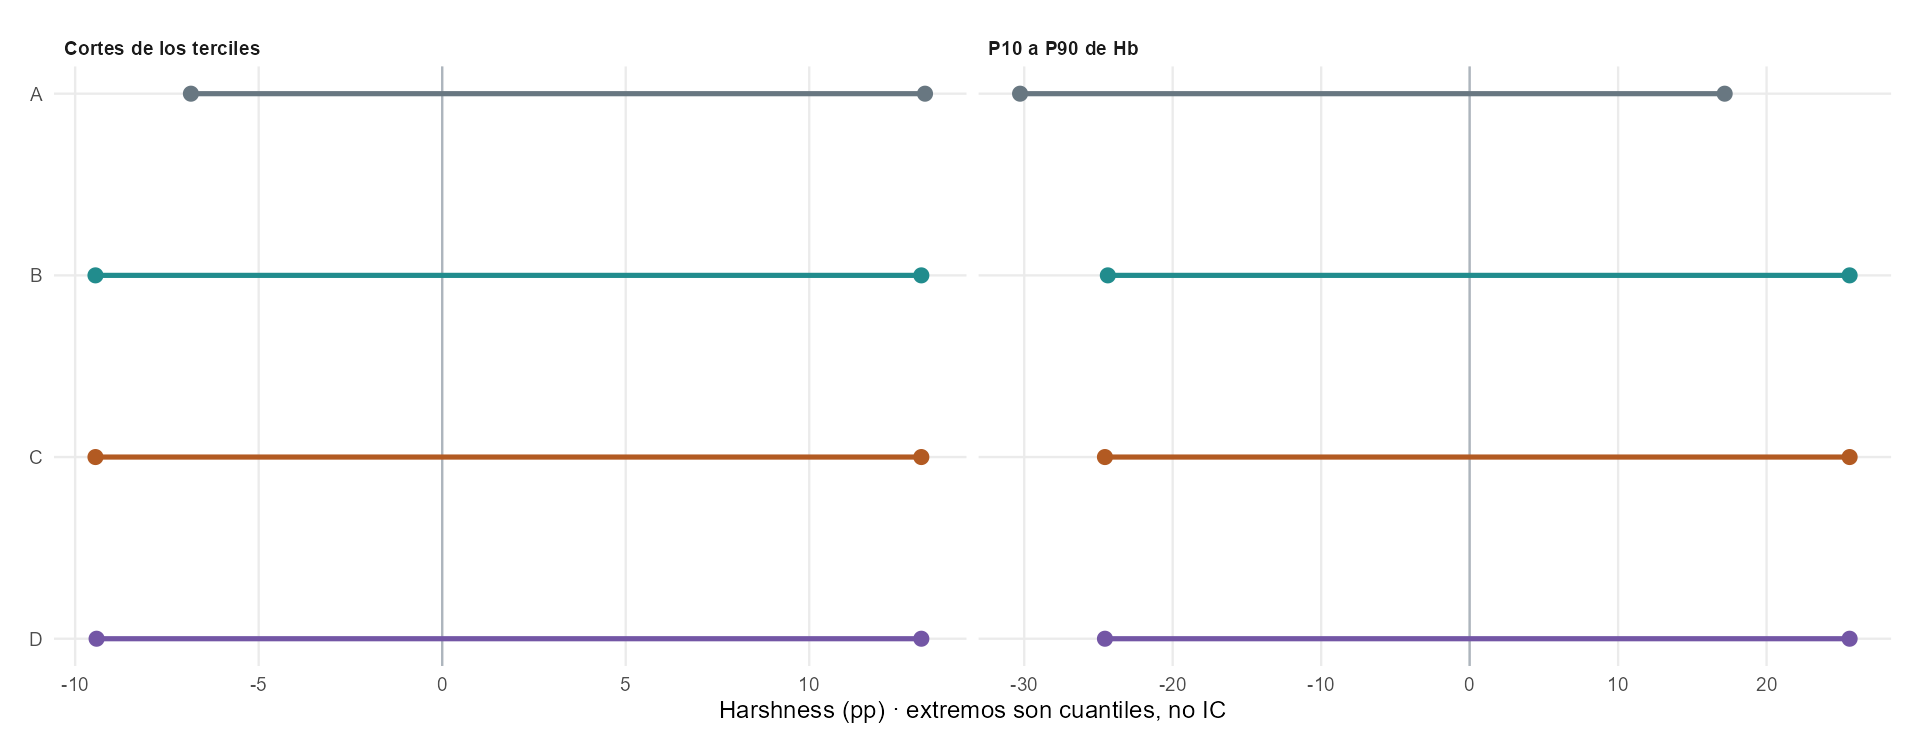 Cortes de los terciles
P10 a P90 de Hb
A
B
C
D
-10 -5 0 5 10
-30 -20 -10 0 10 20
Harshness (pp) · extremos son cuantiles, no IC